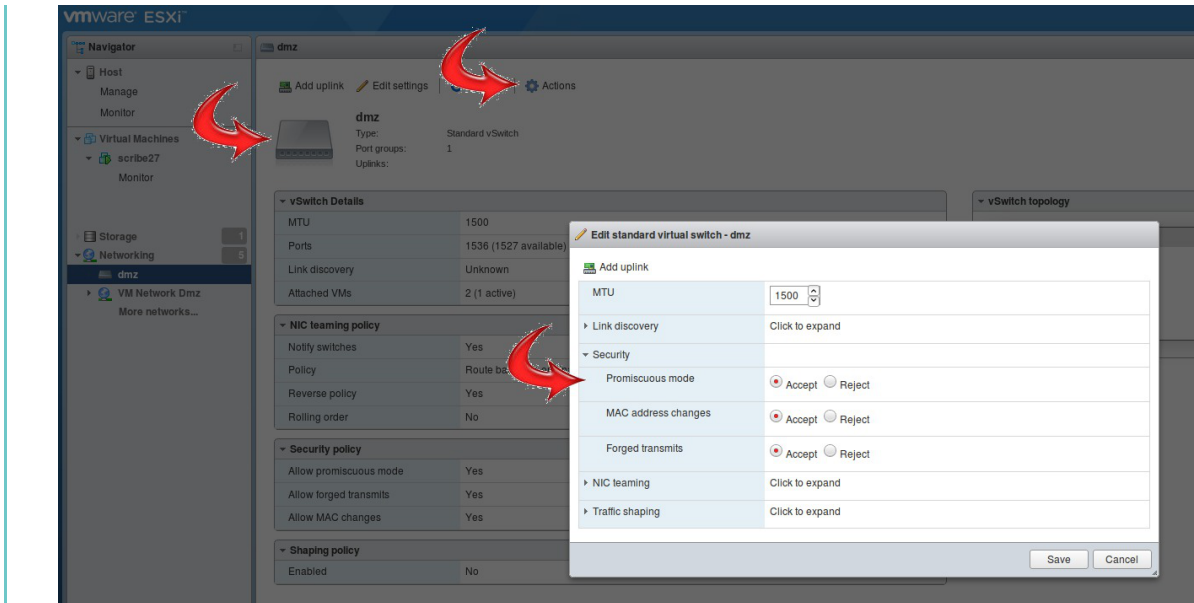 vmware ESXi™
Navigator
Host
Manage
Monitor
Virtual Machines
scribe27
Monitor
Storage 1
Networking 5
dmz
VM Network Dmz
More networks...
dmz
Add uplink Edit settings Actions
dmz
Type: Standard vSwitch
Port groups: 1
Uplinks:
vSwitch Details
MTU 1500
Ports 1536 (1527 available)
Link discovery Unknown
Attached VMs 2 (1 active)
NIC teaming policy
Notify switches Yes
Policy Route ba
Reverse policy Yes
Rolling order No
Security policy
Allow promiscuous mode Yes
Allow forged transmits Yes
Allow MAC changes Yes
Shaping policy
Enabled No
vSwitch topology
Edit standard virtual switch - dmz
Add uplink
MTU 1500
Link discovery Click to expand
Security
Promiscuous mode Accept Reject
MAC address changes Accept Reject
Forged transmits Accept Reject
NIC teaming Click to expand
Traffic shaping Click to expand
Save Cancel